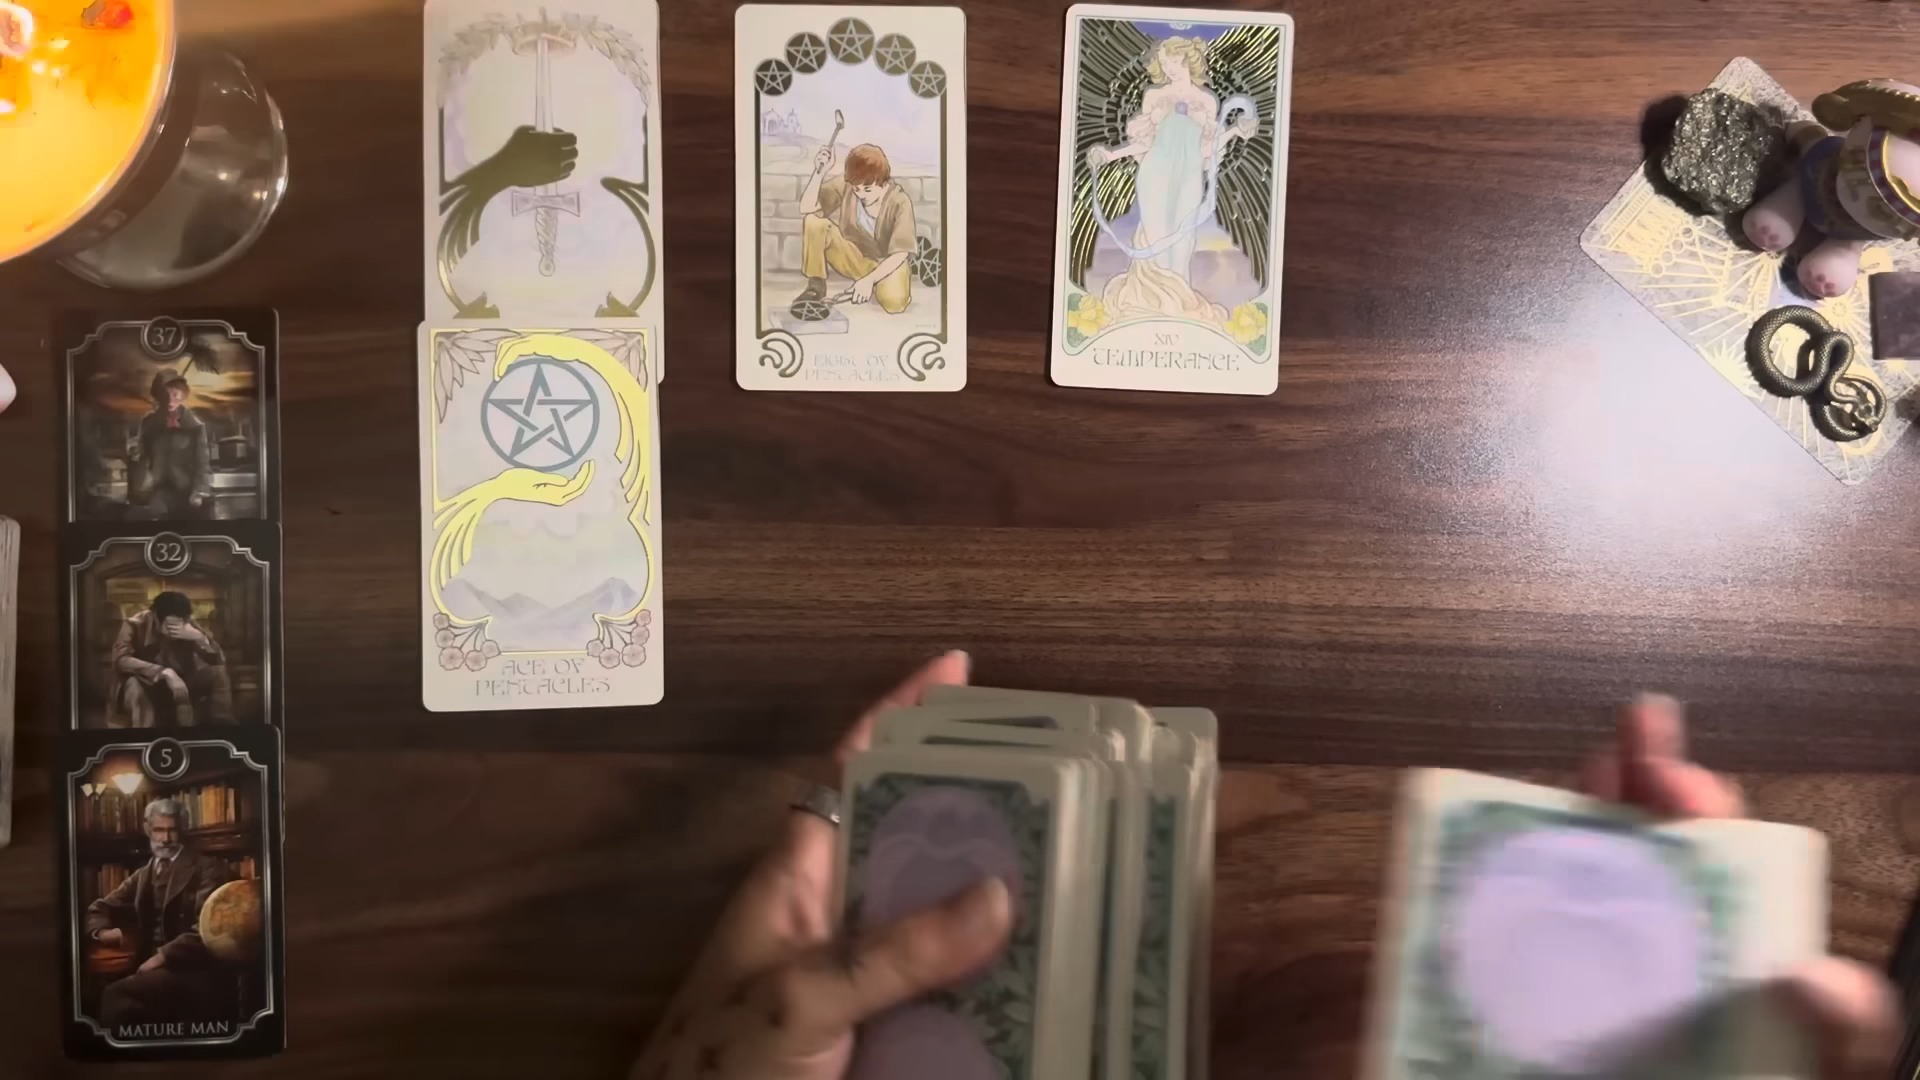 37
32
5
MATURE MAN
ACE OF
PENTACLES
EIGHT OF
PENTACLES
XIV
TEMPERANCE